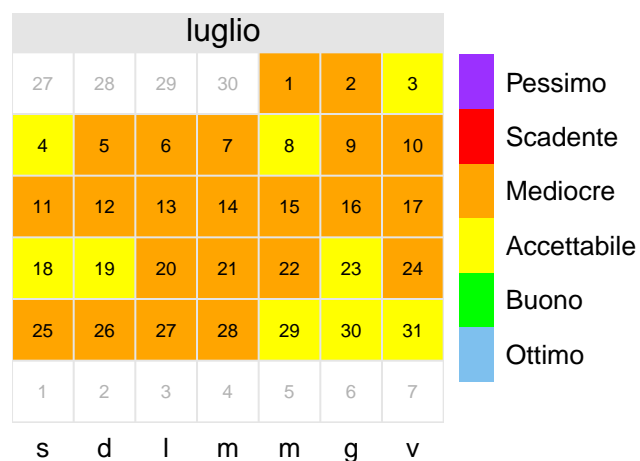 luglio
27 28 29 30 1 2 3
4 5 6 7 8 9 10
11 12 13 14 15 16 17
18 19 20 21 22 23 24
25 26 27 28 29 30 31
1 2 3 4 5 6 7
s d l m m g v
Pessimo
Scadente
Mediocre
Accettabile
Buono
Ottimo